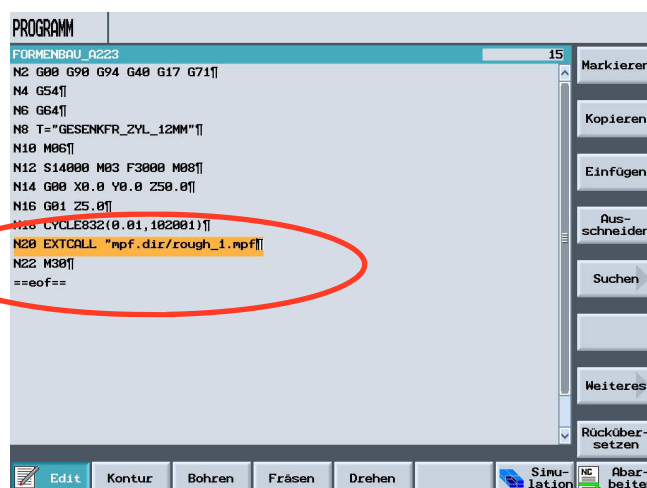 PROGRAMM
FORMENBAU_A223 15
N2 G00 G90 G94 G40 G17 G71¶
N4 G54¶
N6 G64¶
N8 T="GESENKFR_ZYL_12MM"¶
N10 M06¶
N12 S14000 M03 F3000 M08¶
N14 G00 X0.0 Y0.0 Z50.0¶
N16 G01 Z5.0¶
N18 CYCLE832(0.01,102001)¶
N20 EXTCALL "mpf.dir/rough_1.mpf¶
N22 M30¶
==eof==
Markieren
Kopieren
Einfügen
Aus-
schneiden
Suchen
Weiteres
Rücküber-
setzen
Edit
Kontur
Bohren
Fräsen
Drehen
Simu-
lation
NC Abar-
beiten